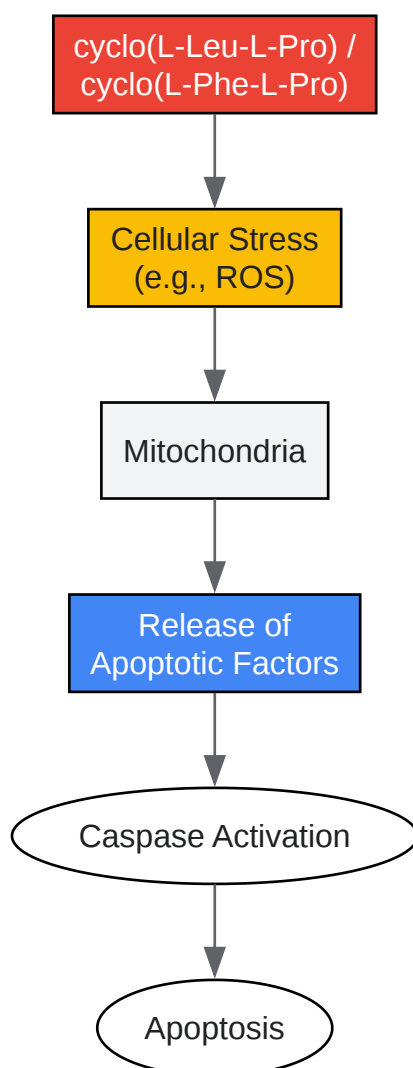 cyclo(L-Leu-L-Pro) /
cyclo(L-Phe-L-Pro)
Cellular Stress
(e.g., ROS)
Mitochondria
Release of
Apoptotic Factors
Caspase Activation
Apoptosis